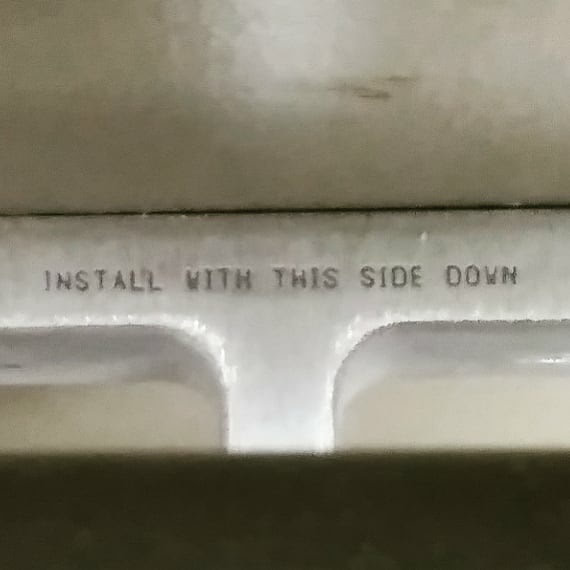 INSTALL WITH THIS SIDE DOWN